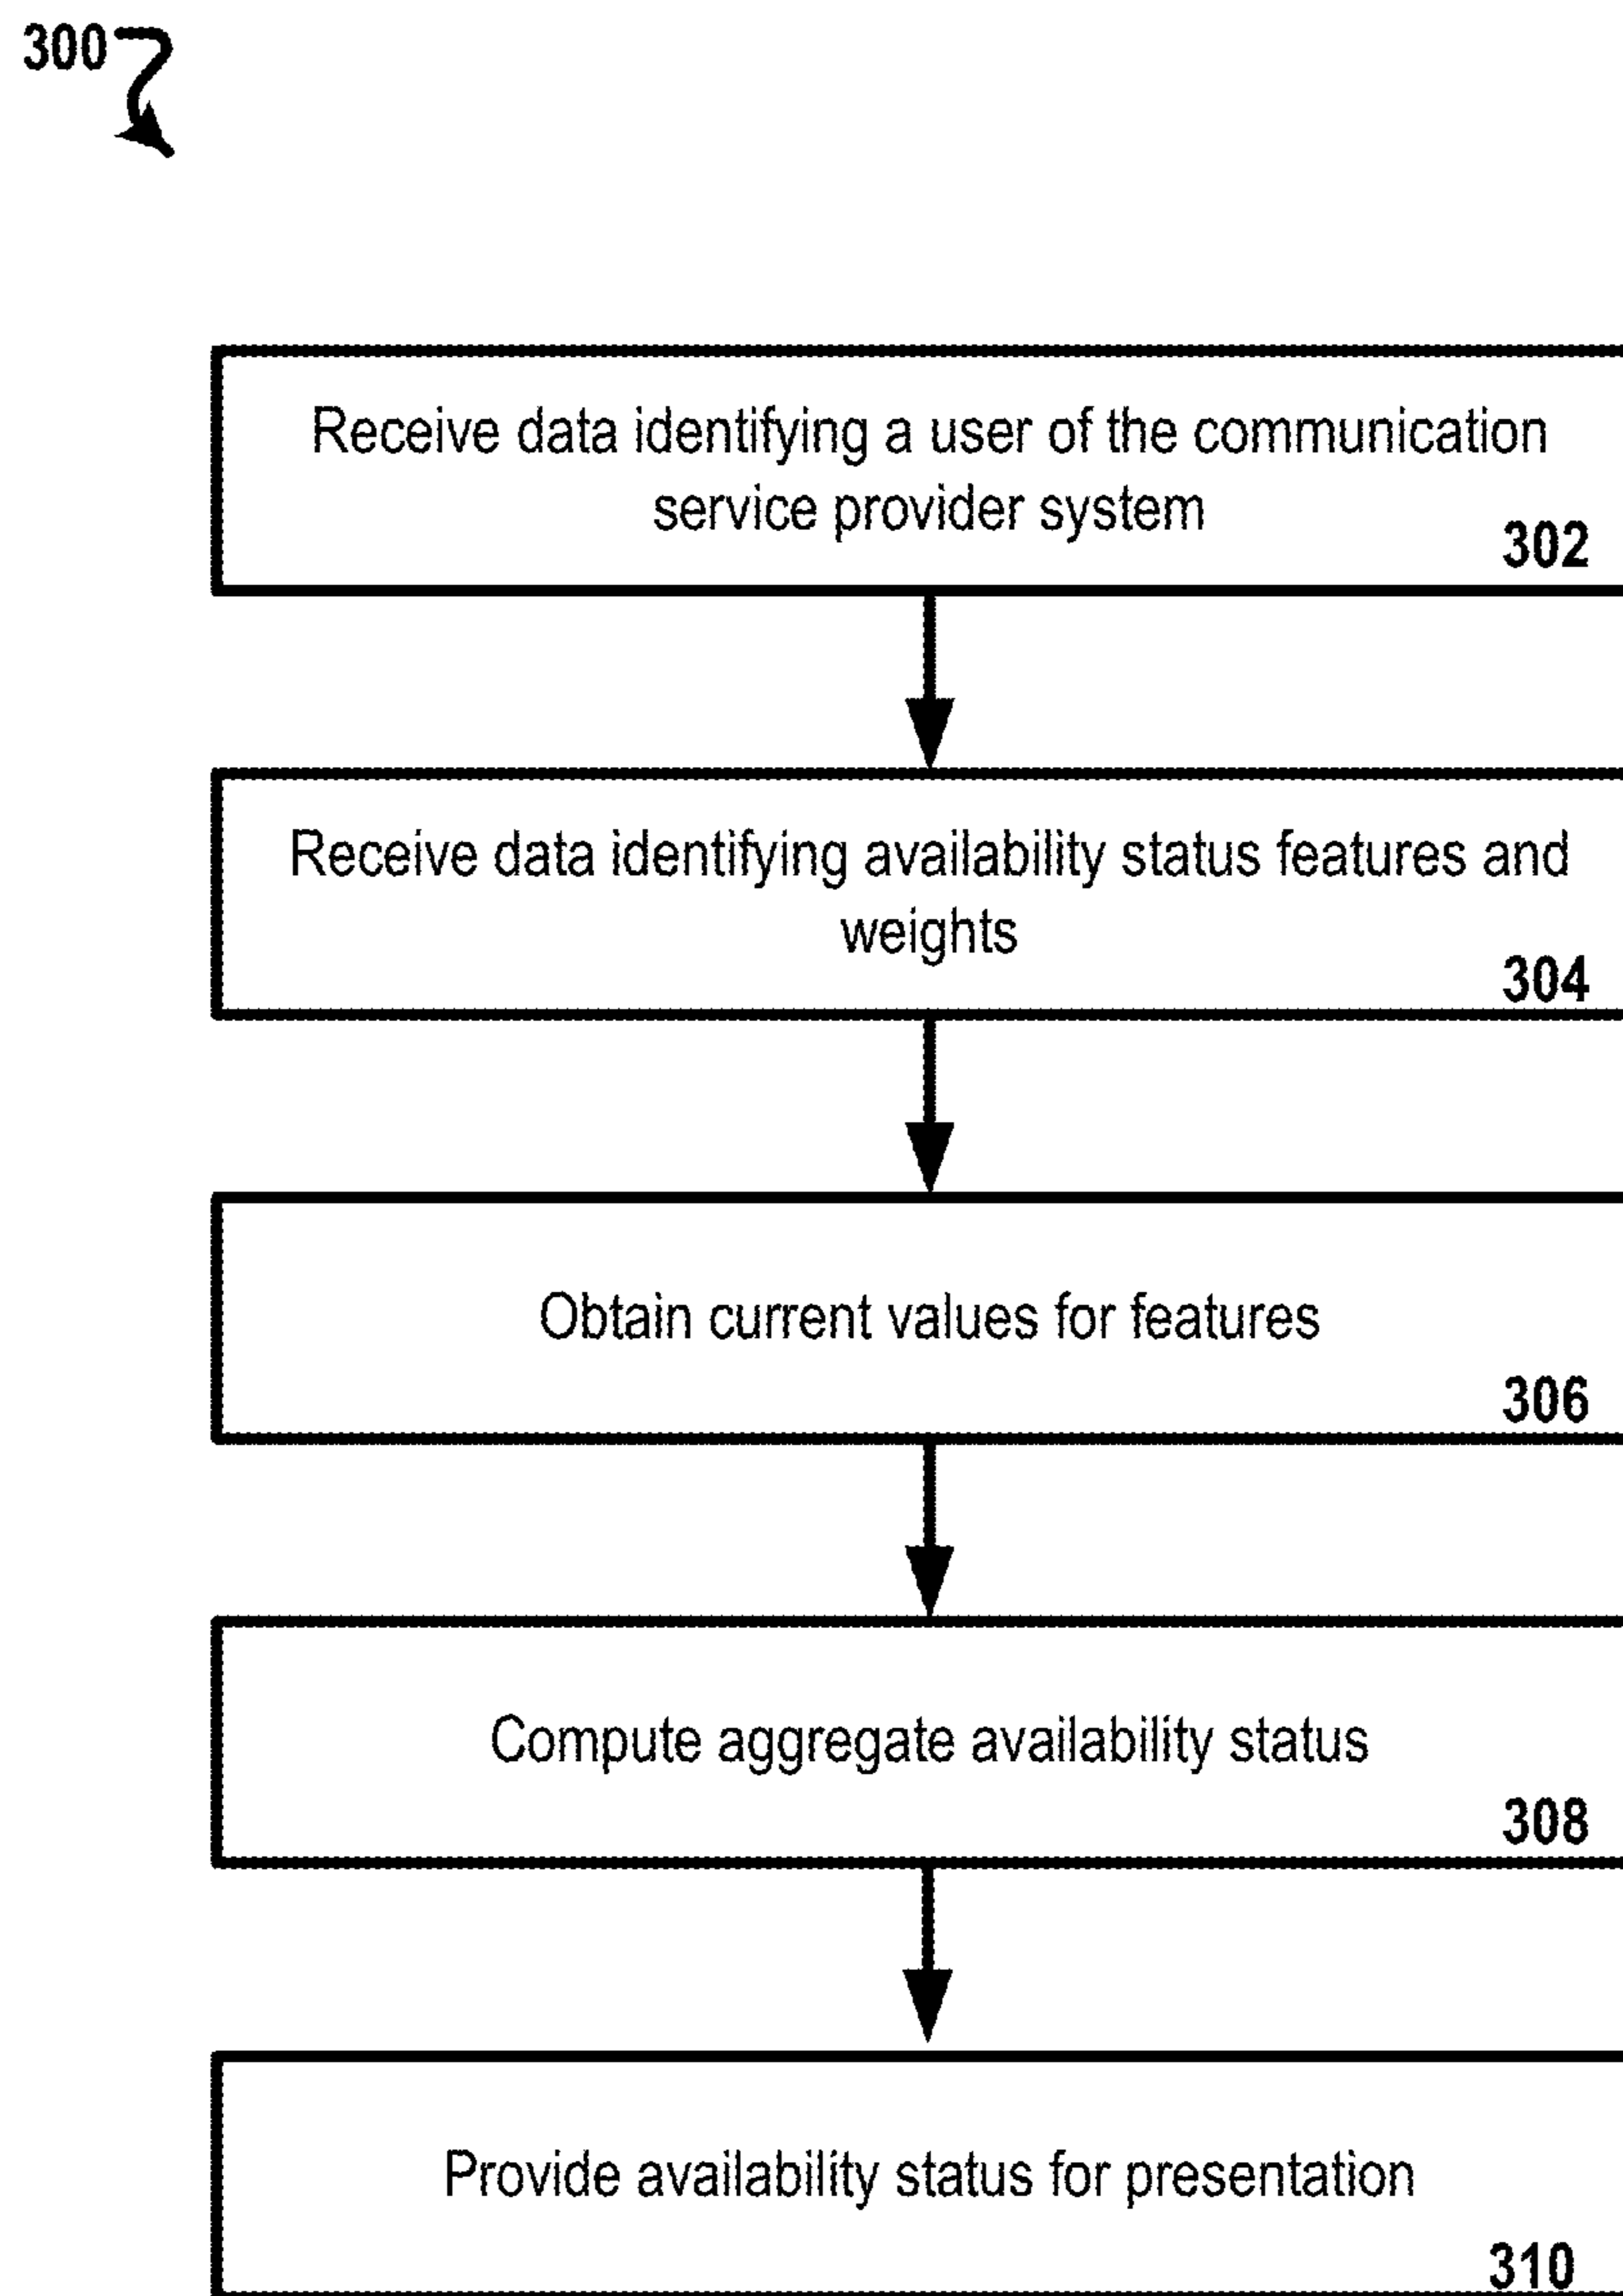 300
Receive data identifying a user of the communication
service provider system
302
Receive data identifying availability status features and
weights
304
Obtain current values for features
306
Compute aggregate availability status
308
Provide availability status for presentation
310